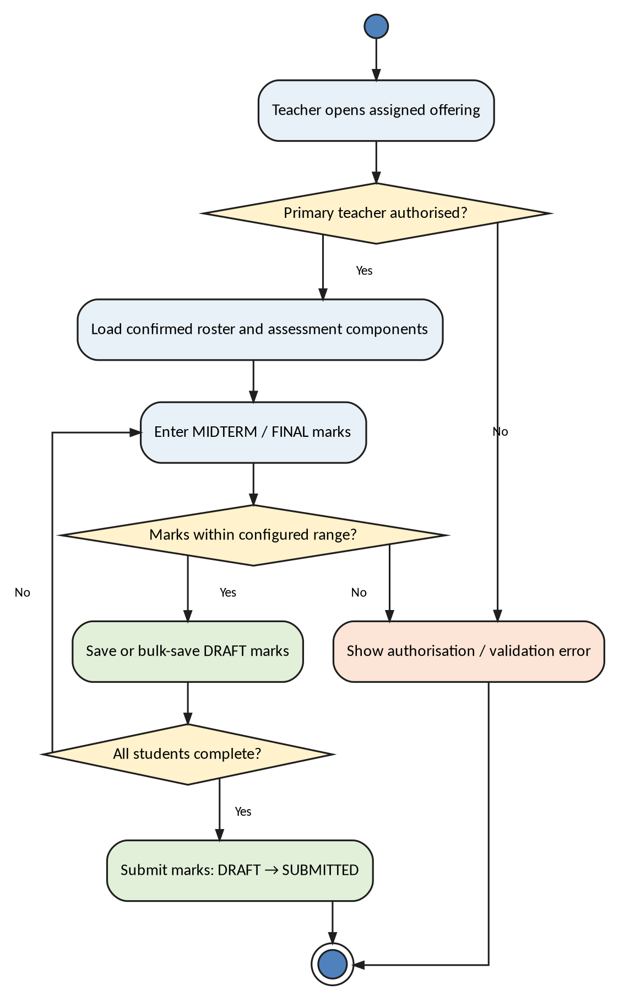 Teacher opens assigned offering
Primary teacher authorised?
Yes
Load confirmed roster and assessment components
Enter MIDTERM / FINAL marks
No
Marks within configured range?
No
Yes
No
Save or bulk-save DRAFT marks
Show authorisation / validation error
All students complete?
Yes
Submit marks: DRAFT → SUBMITTED